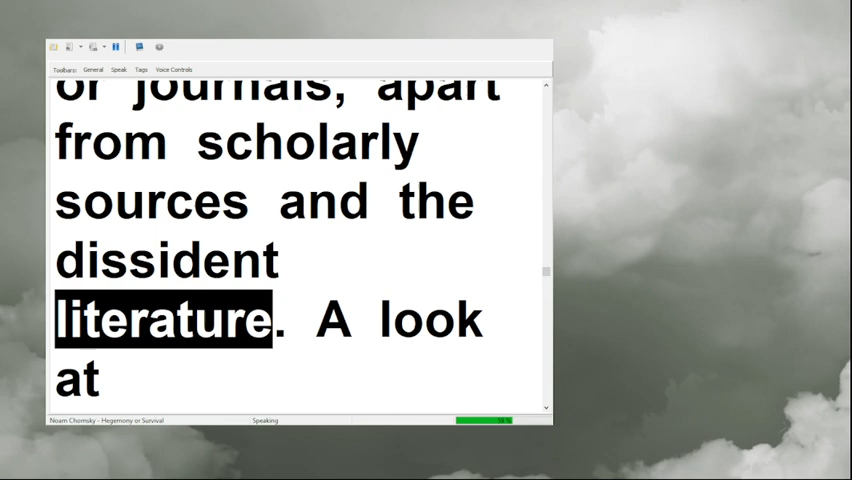 Toolbars: General Speak Tags Voice Controls
or journals, apart
from scholarly
sources and the
dissident
literature. A look
at
Noam Chomsky - Hegemony or Survival Speaking